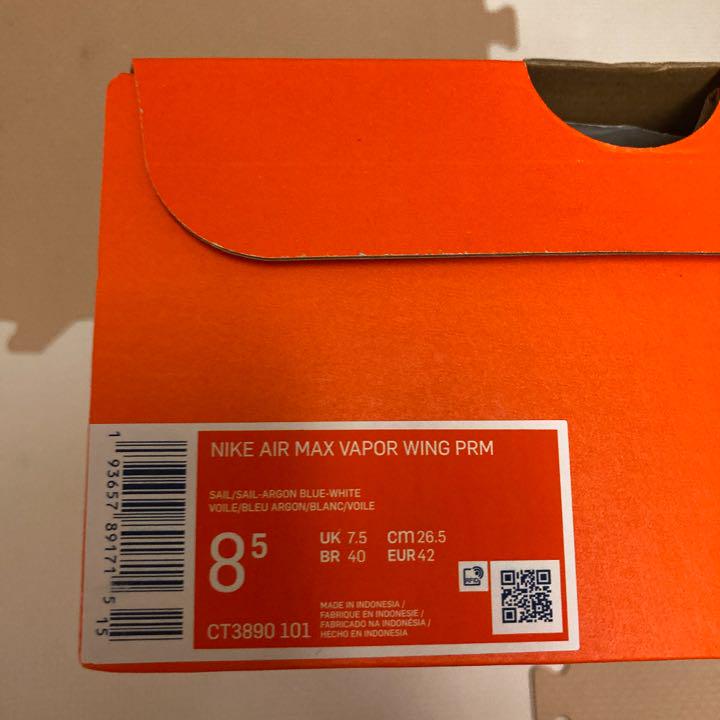 NIKE AIR MAX VAPOR WING PRM
SAIL/SAIL-ARGON BLUE-WHITE
VOILE/BLEU ARGON/BLANC/VOILE
8⁵
UK 7.5 CM 26.5
BR 40 EUR 42
RFID
MADE IN INDONESIA /
FABRIQUE EN INDONESIE /
FABRICADO NA INDONÉSIA /
HECHO EN INDONESIA
CT3890 101
1 93657 89171 5 15